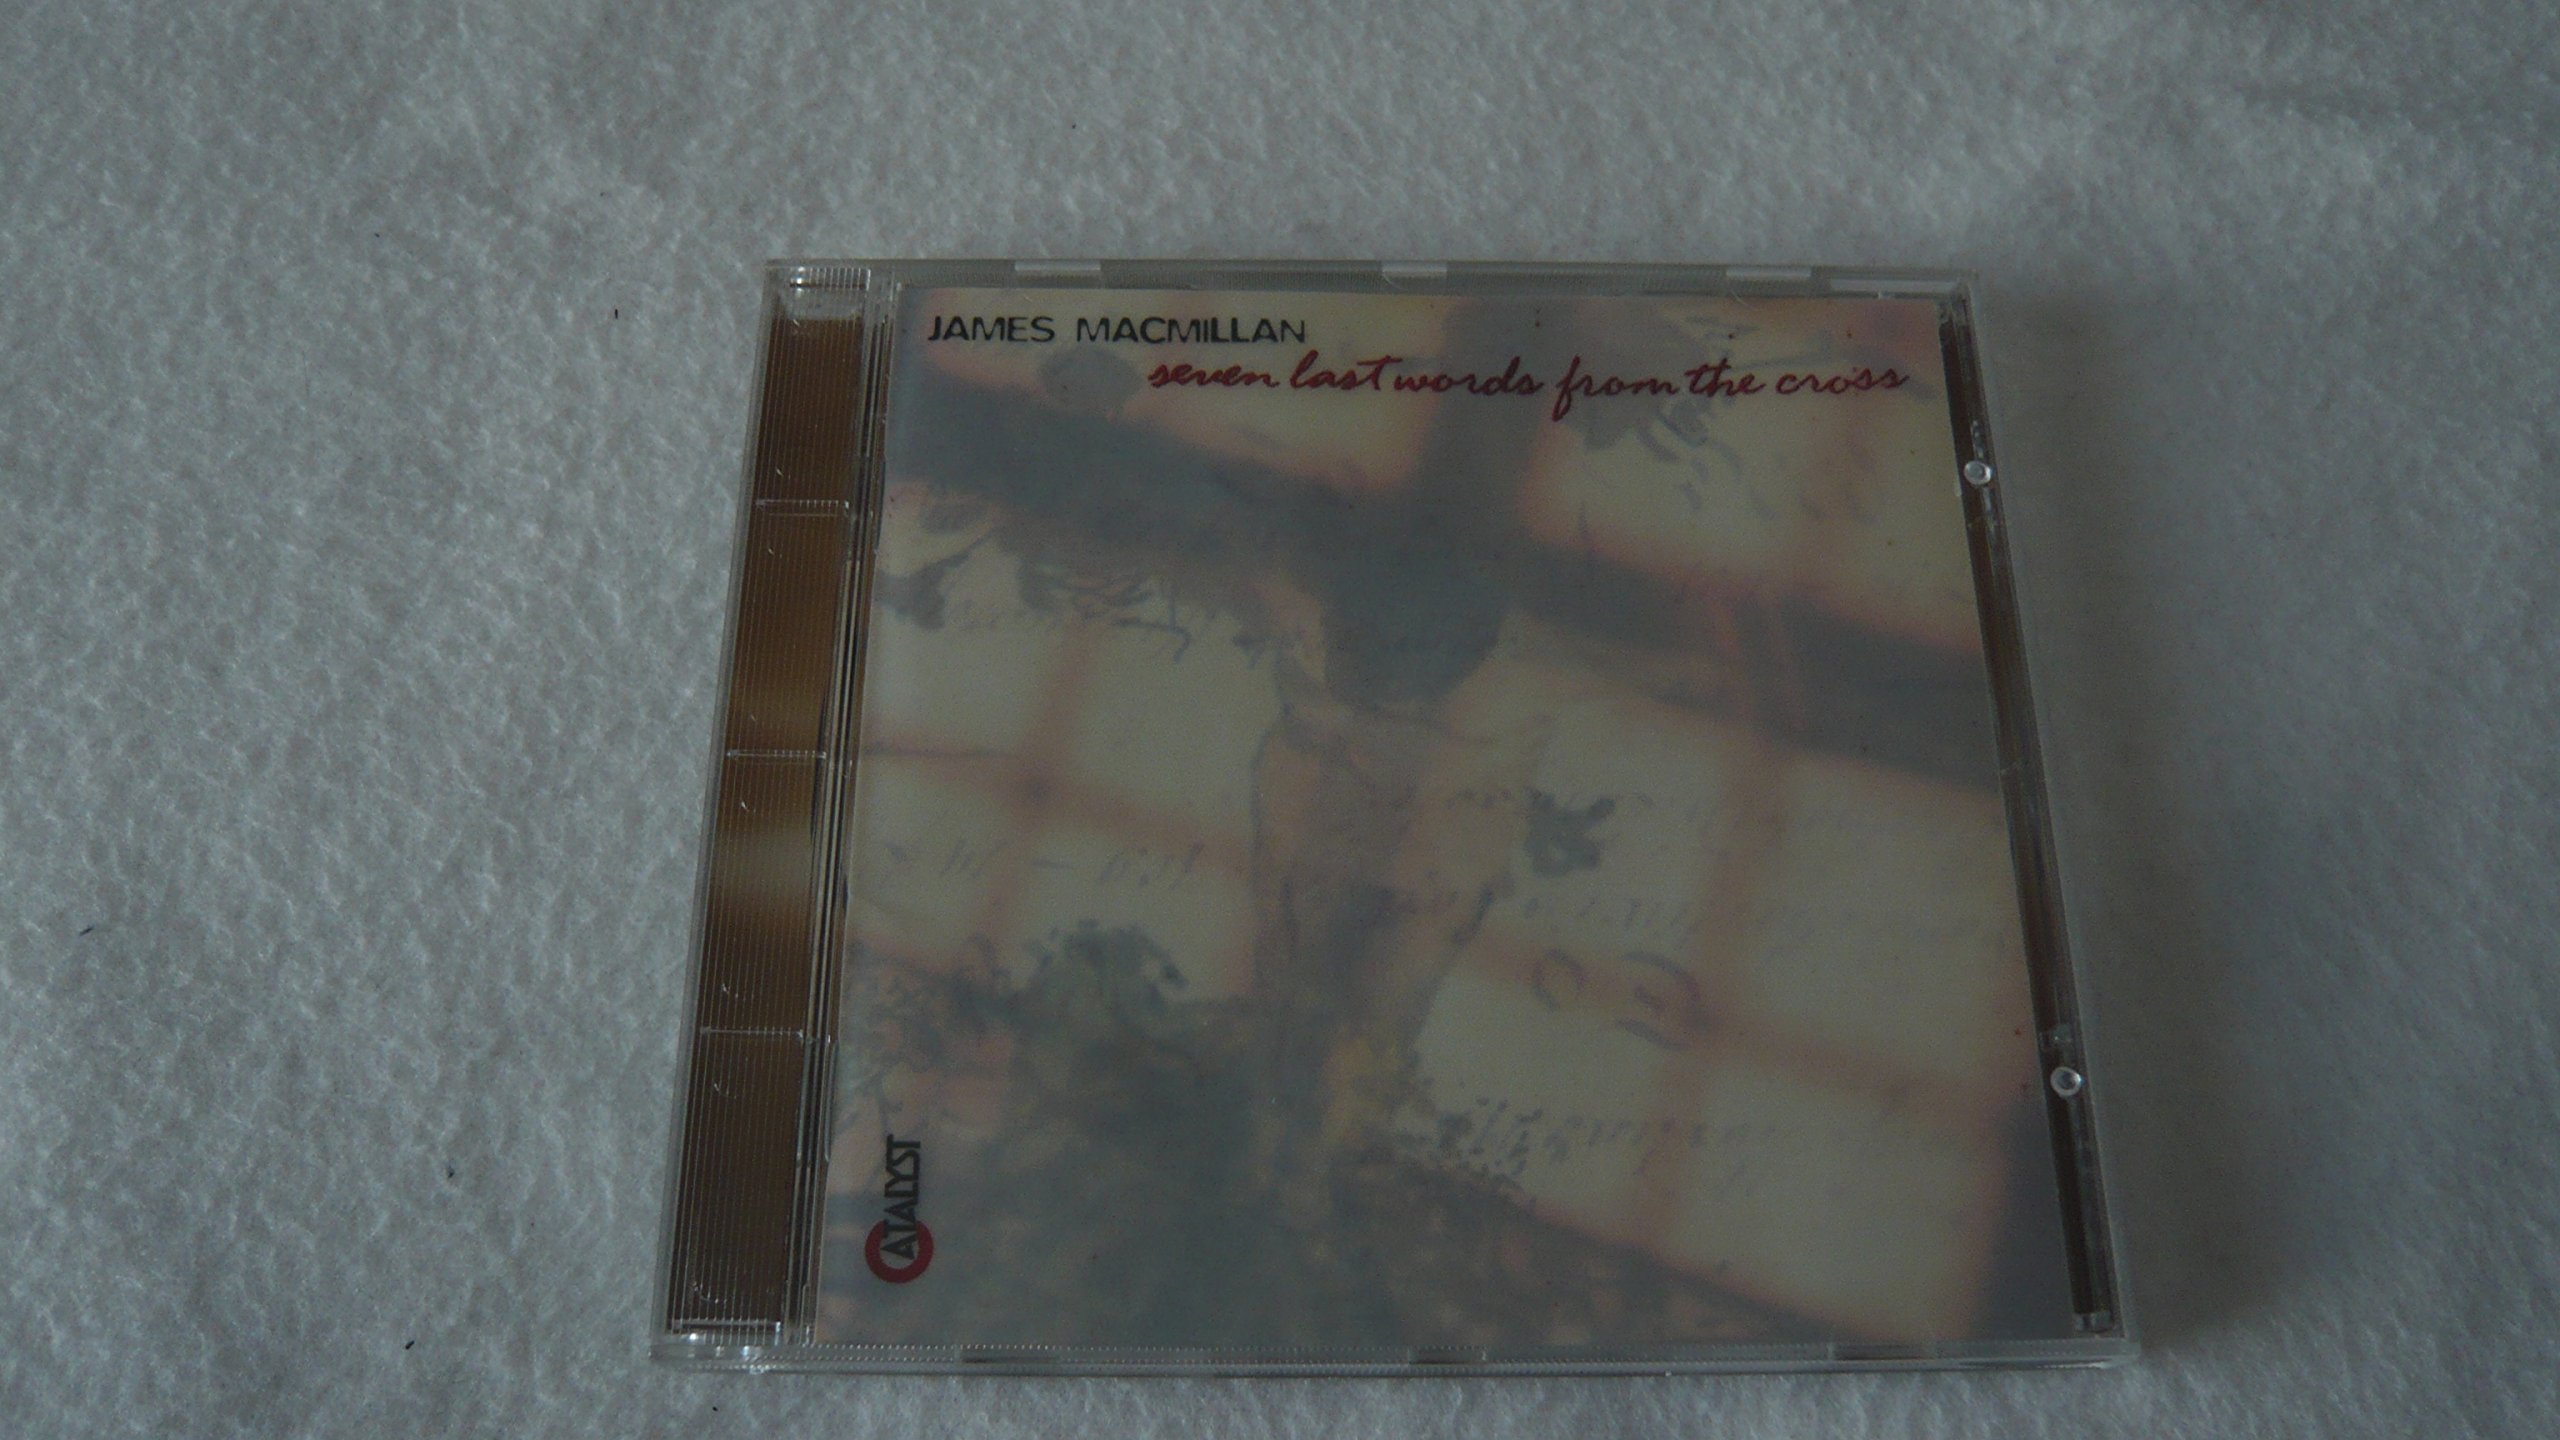 JAMES MACMILLAN
seven last words from the cross
CATALYST